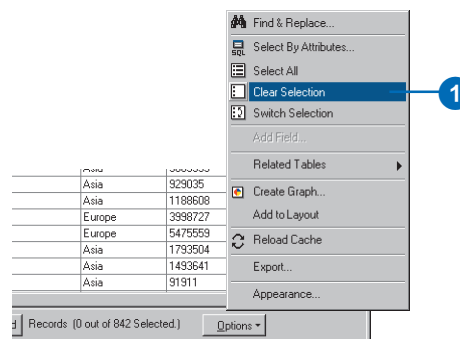 Find & Replace...
SQL Select By Attributes...
Select All
Clear Selection
1
Switch Selection
Add Field...
Related Tables
Create Graph...
Add to Layout
Reload Cache
Export...
Appearance...
Asia
Asia 929035
Asia 1188608
Europe 3998727
Europe 5475559
Asia 1793504
Asia 1493641
Asia 91911
Records (0 out of 842 Selected.) Options